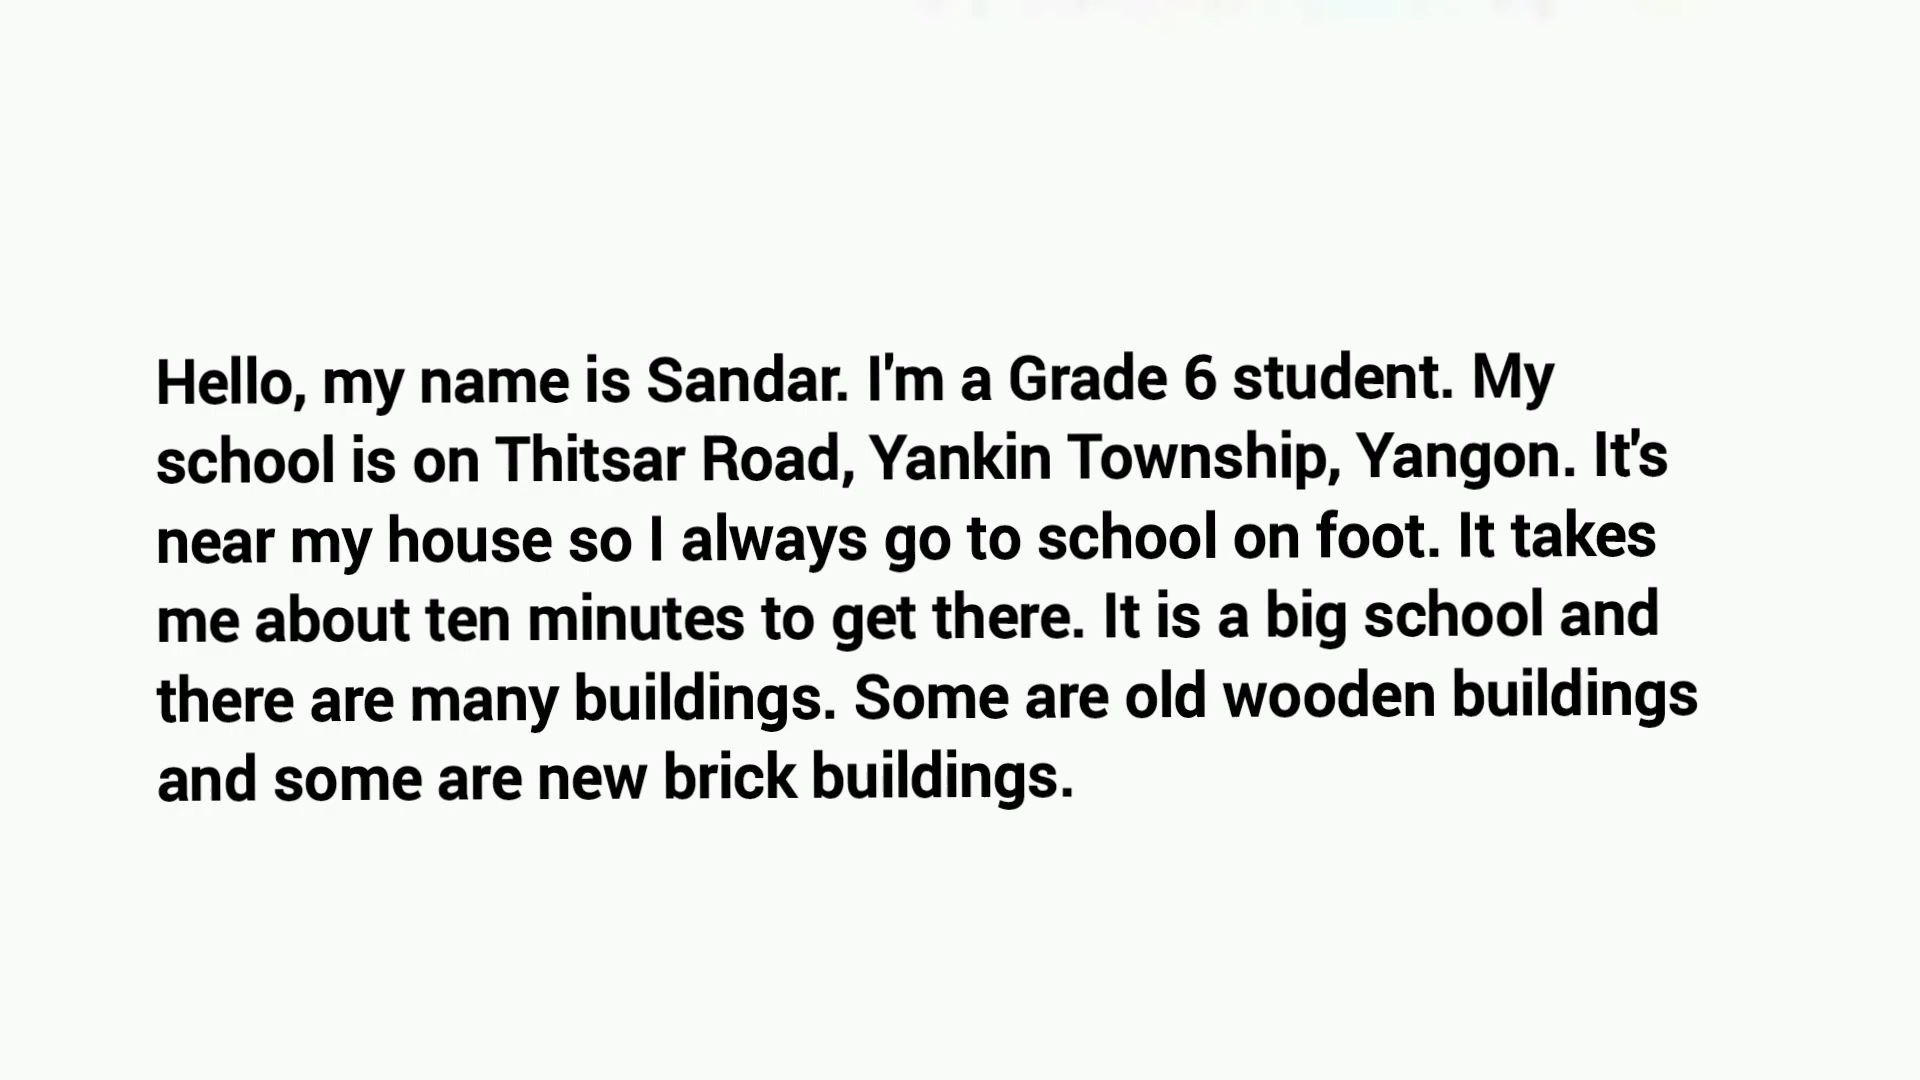 Hello, my name is Sandar. I'm a Grade 6 student. My
school is on Thitsar Road, Yankin Township, Yangon. It's
near my house so I always go to school on foot. It takes
me about ten minutes to get there. It is a big school and
there are many buildings. Some are old wooden buildings
and some are new brick buildings.